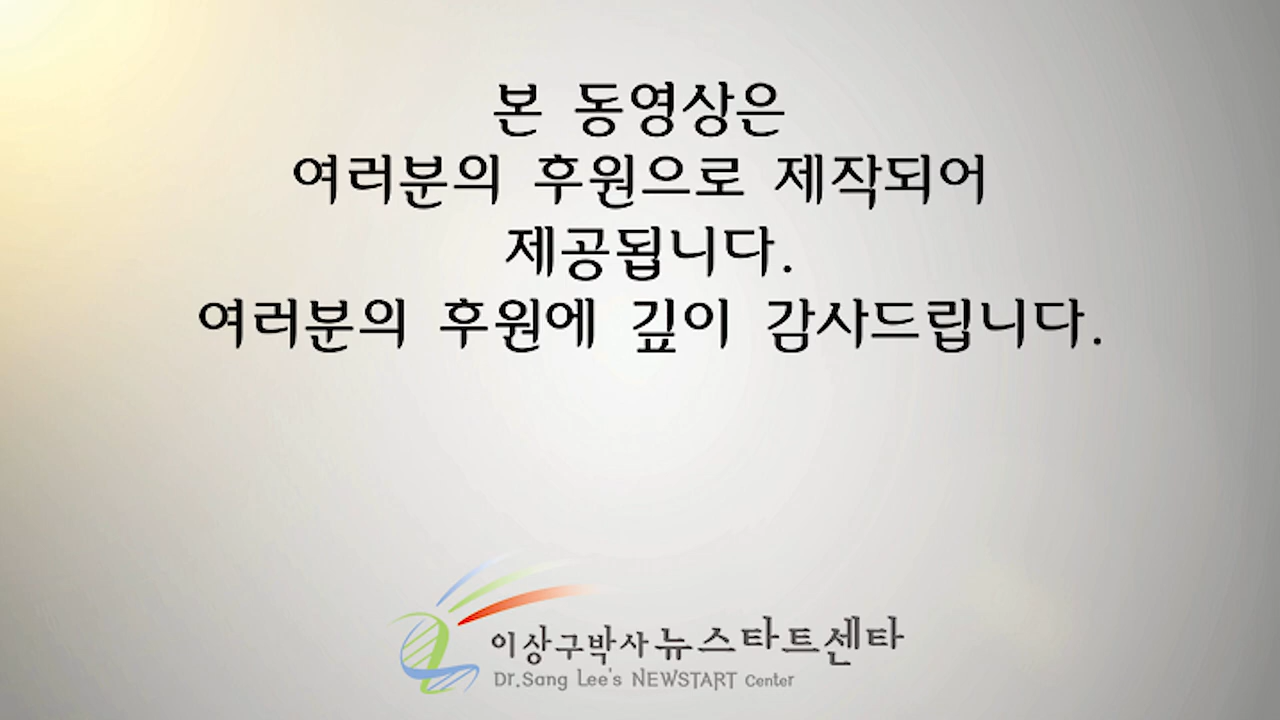 본 동영상은
여러분의 후원으로 제작되어
제공됩니다.
여러분의 후원에 깊이 감사드립니다.
이상구박사 뉴스타트센타
Dr.Sang Lee's NEWSTART Center